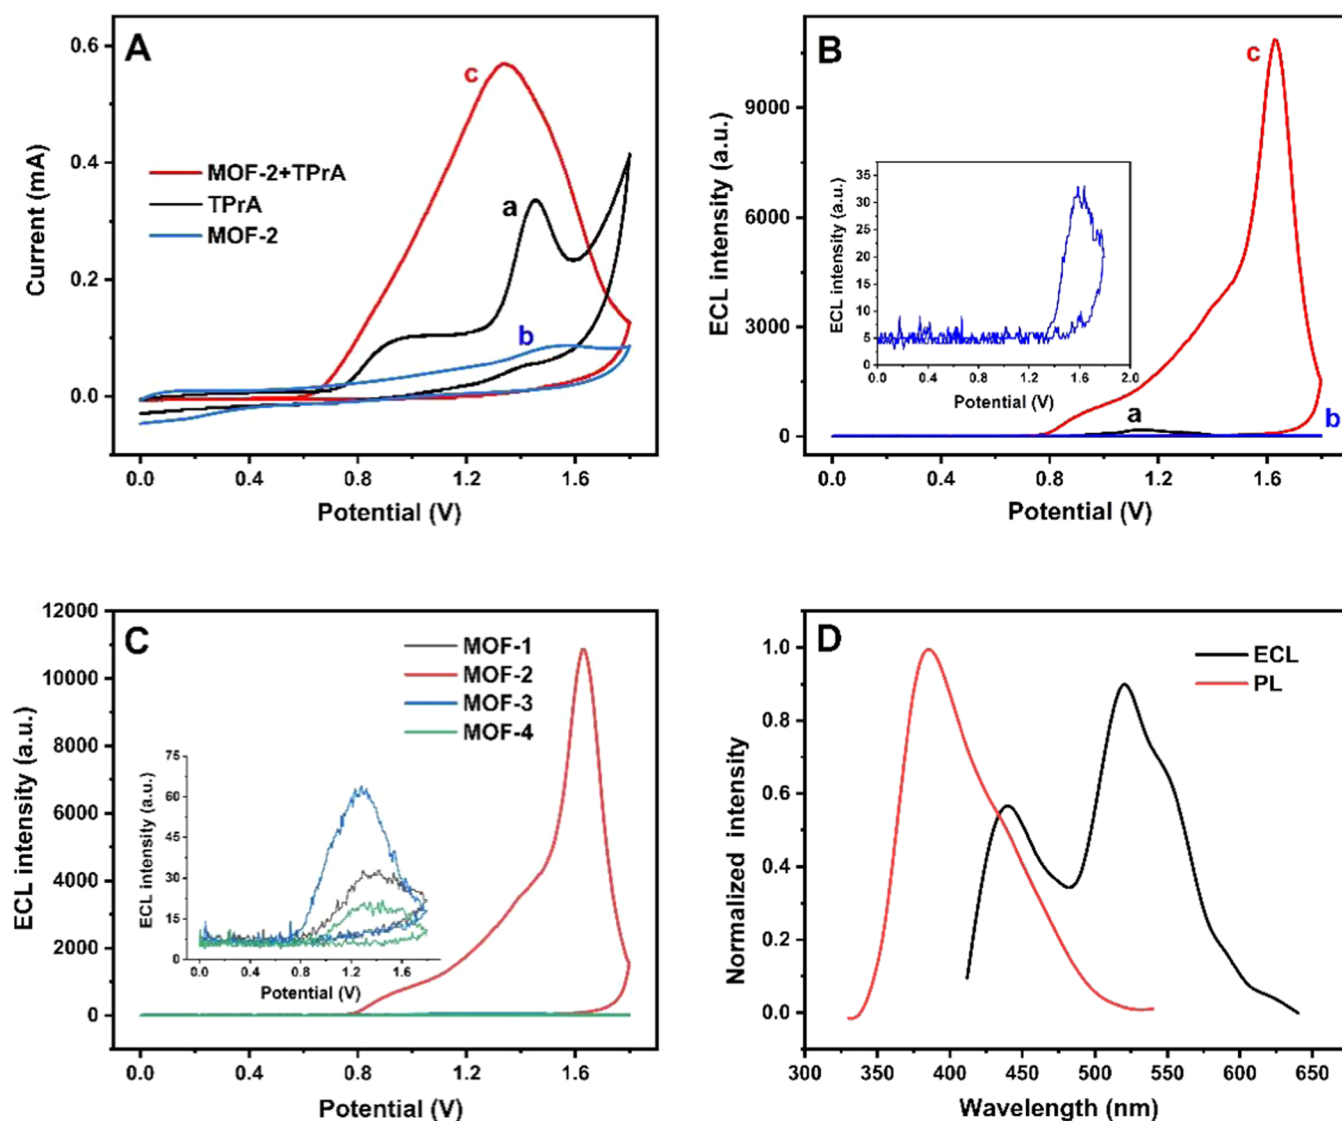 A
Current (mA)
0.6
0.4
0.2
0.0
c
MOF-2+TPrA
TPrA
MOF-2
a
b
0.0 0.4 0.8 1.2 1.6
Potential (V)
B
ECL intensity (a.u.)
9000
6000
3000
0
c
a
b
ECL intensity (a.u.)
35
30
25
20
15
10
5
0
0.0 0.4 0.8 1.2 1.6 2.0
Potential (V)
0.0 0.4 0.8 1.2 1.6
Potential (V)
C
ECL intensity (a.u.)
12000
10000
8000
6000
4000
2000
0
MOF-1
MOF-2
MOF-3
MOF-4
ECL intensity (a.u.)
75
60
45
30
15
0
0.0 0.4 0.8 1.2 1.6
Potential (V)
0.0 0.4 0.8 1.2 1.6
Potential (V)
D
Normalized intensity
1.0
0.8
0.6
0.4
0.2
0.0
ECL
PL
300 350 400 450 500 550 600 650
Wavelength (nm)